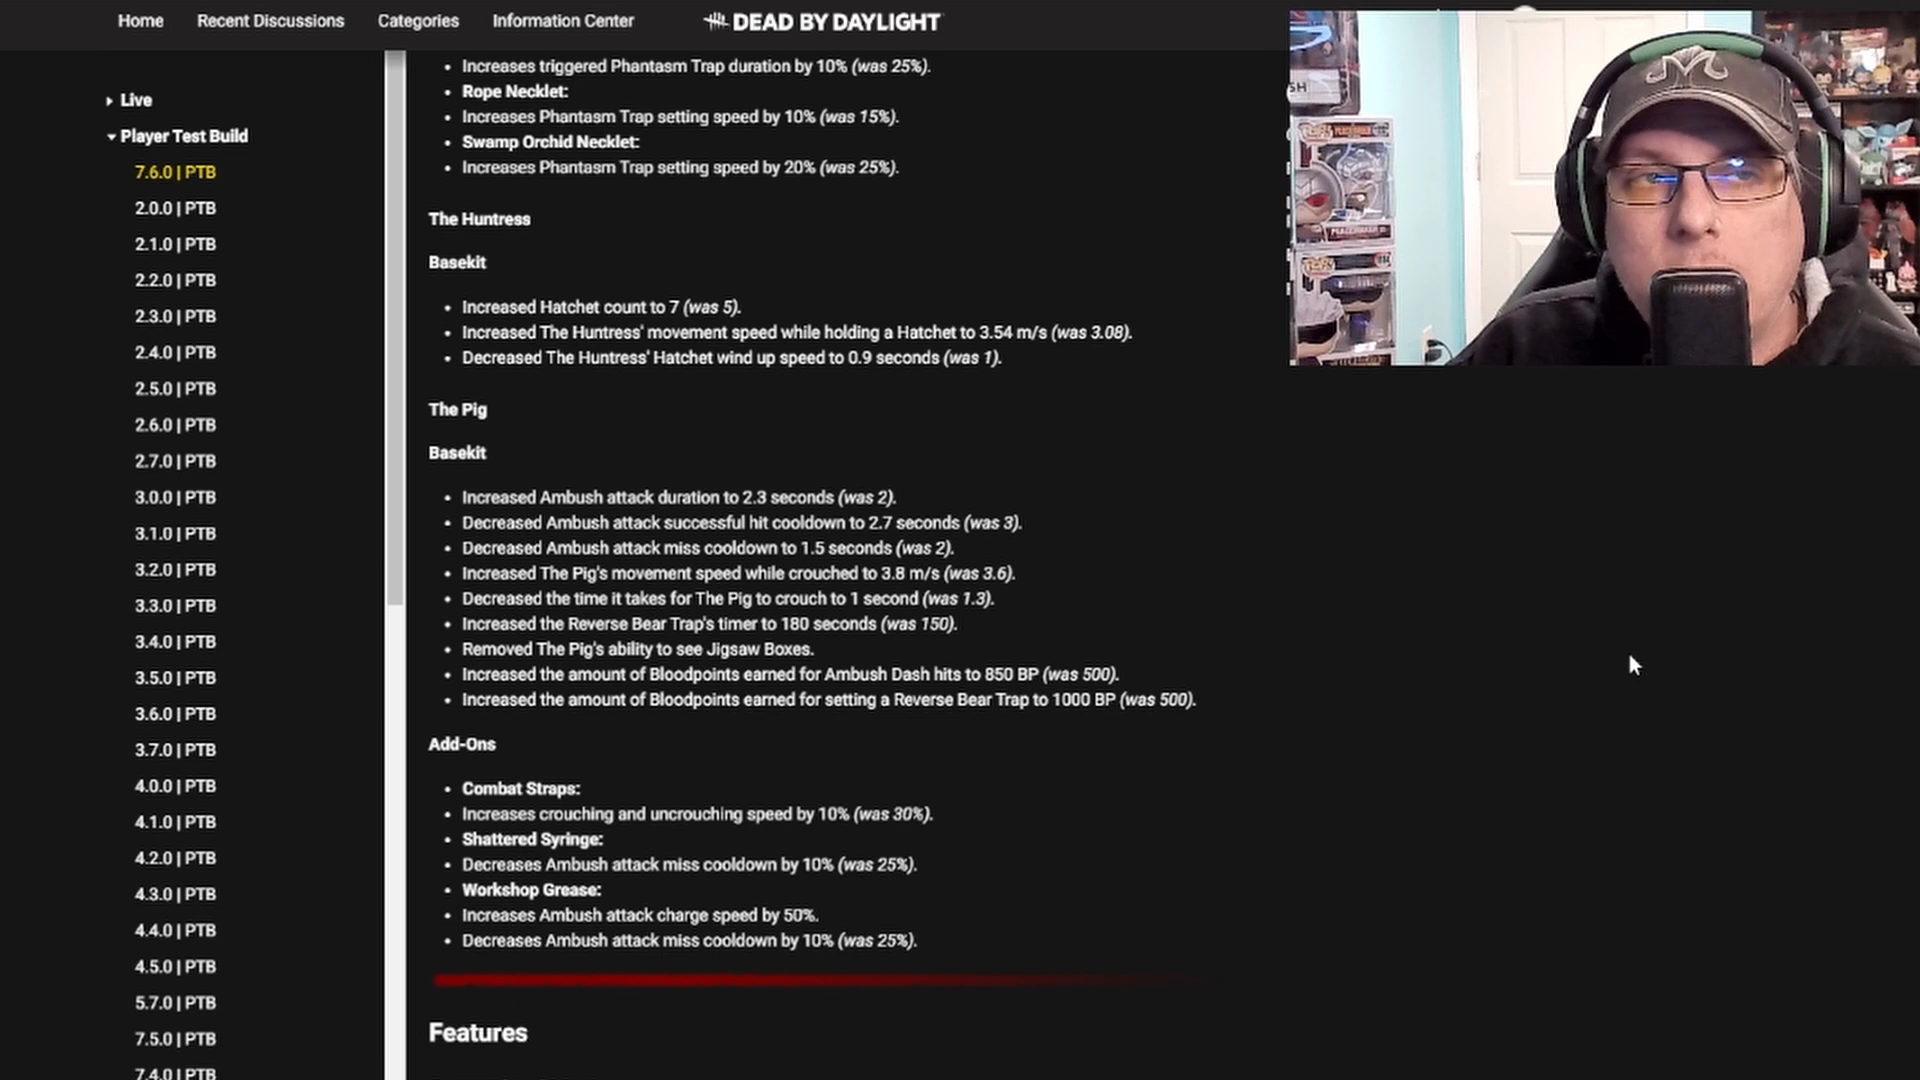 Home Recent Discussions Categories Information Center DEAD BY DAYLIGHT
Live
Player Test Build
7.6.0 | PTB
2.0.0 | PTB
2.1.0 | PTB
2.2.0 | PTB
2.3.0 | PTB
2.4.0 | PTB
2.5.0 | PTB
2.6.0 | PTB
2.7.0 | PTB
3.0.0 | PTB
3.1.0 | PTB
3.2.0 | PTB
3.3.0 | PTB
3.4.0 | PTB
3.5.0 | PTB
3.6.0 | PTB
3.7.0 | PTB
4.0.0 | PTB
4.1.0 | PTB
4.2.0 | PTB
4.3.0 | PTB
4.4.0 | PTB
4.5.0 | PTB
5.7.0 | PTB
7.5.0 | PTB
7.4.0 | PTB
• Increases triggered Phantasm Trap duration by 10% (was 25%).
• Rope Necklet:
• Increases Phantasm Trap setting speed by 10% (was 15%).
• Swamp Orchid Necklet:
• Increases Phantasm Trap setting speed by 20% (was 25%).
The Huntress
Basekit
• Increased Hatchet count to 7 (was 5).
• Increased The Huntress' movement speed while holding a Hatchet to 3.54 m/s (was 3.08).
• Decreased The Huntress' Hatchet wind up speed to 0.9 seconds (was 1).
The Pig
Basekit
• Increased Ambush attack duration to 2.3 seconds (was 2).
• Decreased Ambush attack successful hit cooldown to 2.7 seconds (was 3).
• Decreased Ambush attack miss cooldown to 1.5 seconds (was 2).
• Increased The Pig's movement speed while crouched to 3.8 m/s (was 3.6).
• Decreased the time it takes for The Pig to crouch to 1 second (was 1.3).
• Increased the Reverse Bear Trap's timer to 180 seconds (was 150).
• Removed The Pig's ability to see Jigsaw Boxes.
• Increased the amount of Bloodpoints earned for Ambush Dash hits to 850 BP (was 500).
• Increased the amount of Bloodpoints earned for setting a Reverse Bear Trap to 1000 BP (was 500).
Add-Ons
• Combat Straps:
• Increases crouching and uncrouching speed by 10% (was 30%).
• Shattered Syringe:
• Decreases Ambush attack miss cooldown by 10% (was 25%).
• Workshop Grease:
• Increases Ambush attack charge speed by 50%.
• Decreases Ambush attack miss cooldown by 10% (was 25%).
Features
SH
PEACEMAKER